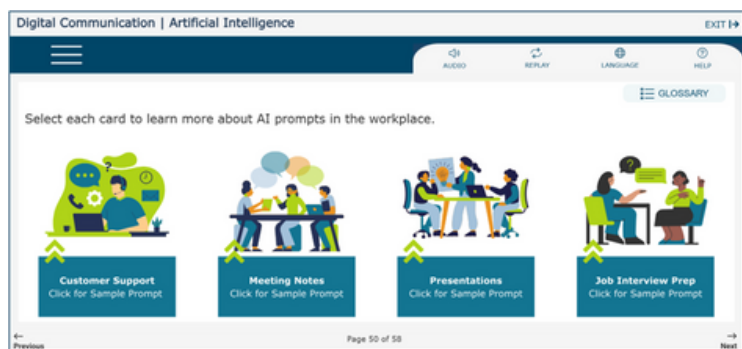 Digital Communication | Artificial Intelligence
EXIT
AUDIO
REPLAY
LANGUAGE
HELP
GLOSSARY
Select each card to learn more about AI prompts in the workplace.
Customer Support
Click for Sample Prompt
Meeting Notes
Click for Sample Prompt
Presentations
Click for Sample Prompt
Job Interview Prep
Click for Sample Prompt
Previous
Page 50 of 58
Next